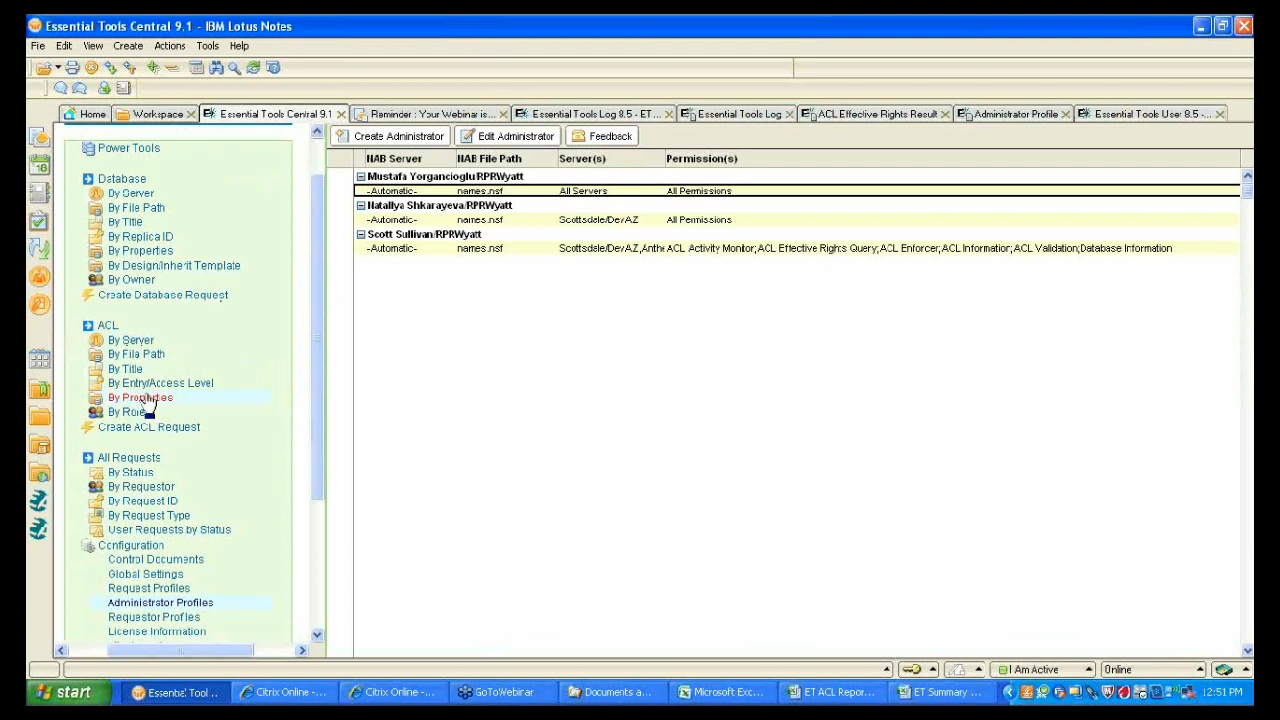 Essential Tools Central 9.1 - IBM Lotus Notes
File Edit View Create Actions Tools Help
Home Workspace Essential Tools Central 9.1 Reminder : Your Webinar is... Essential Tools Log 8.5 - ET ... Essential Tools Log ACL Effective Rights Result Administrator Profile Essential Tools User 8.5 -...
Create Administrator Edit Administrator Feedback
NAB Server NAB File Path Server(s) Permission(s)
Mustafa Yorgancioglu/RPRWyatt
-Automatic- names.nsf All Servers All Permissions
Nataliya Shkarayeva/RPRWyatt
-Automatic- names.nsf Scottsdele/DevAZ All Permissions
Scott Sullivan/RPRWyatt
-Automatic- names.nsf Scottsdele/DevAZ,Anthe ACL Activity Monitor;ACL Effective Rights Query;ACL Enforcer;ACL Information;ACL Validation;Database Information
Power Tools
Database
By Server
By File Path
By Title
By Replica ID
By Properties
By Design/Inherit Template
By Owner
Create Database Request
ACL
By Server
By File Path
By Title
By Entry/Access Level
By Properties
By Role
Create ACL Request
All Requests
By Status
By Requestor
By Request ID
By Request Type
User Requests by Status
Configuration
Control Documents
Global Settings
Request Profiles
Administrator Profiles
Requestor Profiles
License Information
I Am Active Online
start Essential Tool ... Citrix Online -... Citrix Online -... GoToWebinar Documents a... Microsoft Exc... ET ACL Repor... ET Summary ... 12:51 PM